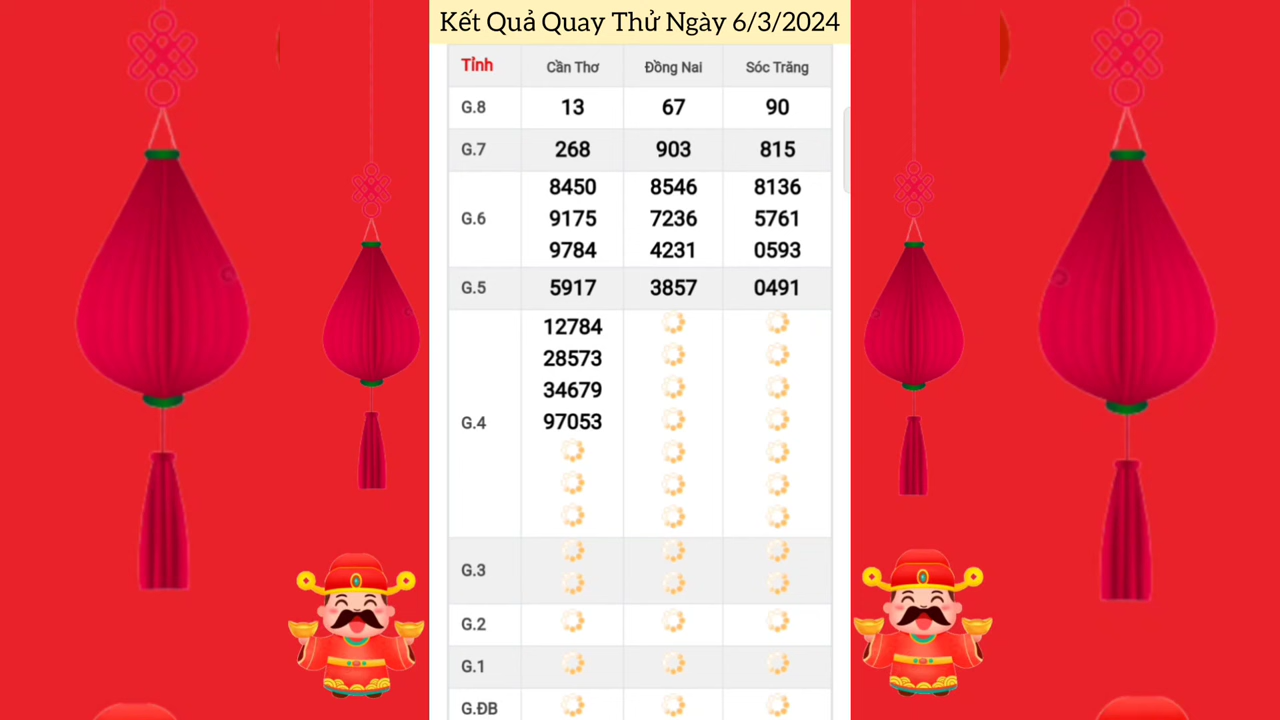 Kết Quả Quay Thử Ngày 6/3/2024
Tỉnh Cần Thơ Đồng Nai Sóc Trăng
G.8 13 67 90
G.7 268 903 815
G.6
8450 8546 8136
9175 7236 5761
9784 4231 0593
G.5 5917 3857 0491
G.4
12784
28573
34679
97053
G.3
G.2
G.1
G.ĐB